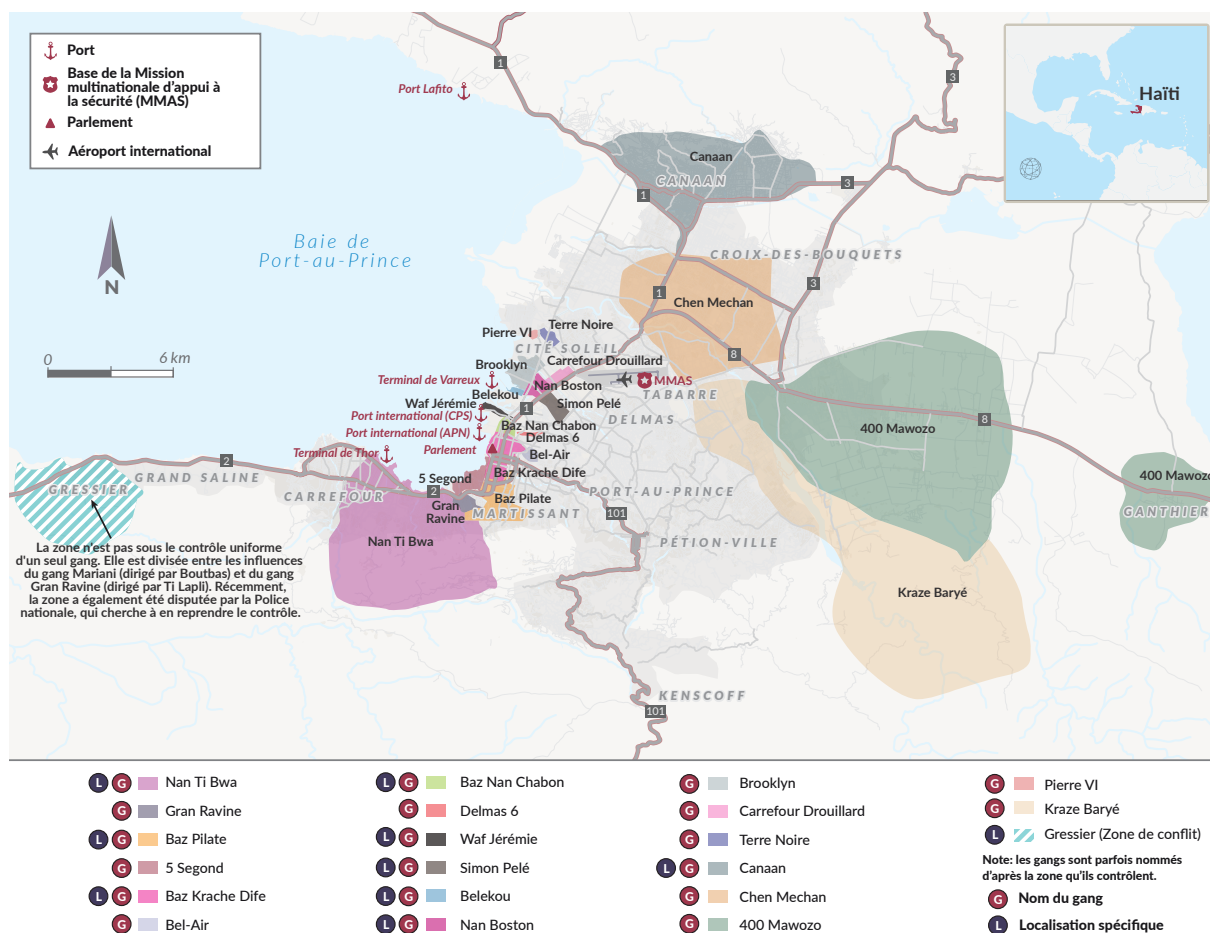 Port
Base de la Mission
multinationale d'appui à
la sécurité (MMAS)
Parlement
Aéroport international
Haïti
Port Lafito
1
3
Canaan
CANAAN
1
3
Baie de
Port-au-Prince
N
0
6 km
CROIX-DES-BOUQUETS
3
1
Chen Mechan
Pierre VI
Terre Noire
CITÉ SOLEIL
8
Brooklyn
Carrefour Drouillard
Terminal de Varreux
Nan Boston
MMAS
Belekou
TABARRE
Waf Jérémie
Simon Pelé
1
Port international (CPS)
DELMAS
8
Baz Nan Chabon
400 Mawozo
Port international (APN)
Delmas 6
Parlement
Bel-Air
Terminal de Thor
2
Baz Krache Dife
400 Mawozo
GRAND SALINE
5 Segond
GRESSIER
2
PORT-AU-PRINCE
CARREFOUR
Baz Pilate
Gran
Ravine
MARTISSANT
101
GANTHIER
Nan Ti Bwa
PÉTION-VILLE
La zone n'est pas sous le contrôle uniforme
d'un seul gang. Elle est divisée entre les influences
du gang Mariani (dirigé par Boutbas) et du gang
Gran Ravine (dirigé par Ti Lapli). Récemment,
la zone a également été disputée par la Police
nationale, qui cherche à en reprendre le contrôle.
Kraze Baryé
KENSCOFF
101
L G Nan Ti Bwa
G Gran Ravine
L G Baz Pilate
G 5 Segond
L G Baz Krache Dife
G Bel-Air
L G Baz Nan Chabon
G Delmas 6
L G Waf Jérémie
L G Simon Pelé
L G Belekou
L G Nan Boston
G Brooklyn
G Carrefour Drouillard
G Terre Noire
L G Canaan
G Chen Mechan
G 400 Mawozo
G Pierre VI
G Kraze Baryé
L Gressier (Zone de conflit)
Note: les gangs sont parfois nommés
d'après la zone qu'ils contrôlent.
G Nom du gang
L Localisation spécifique